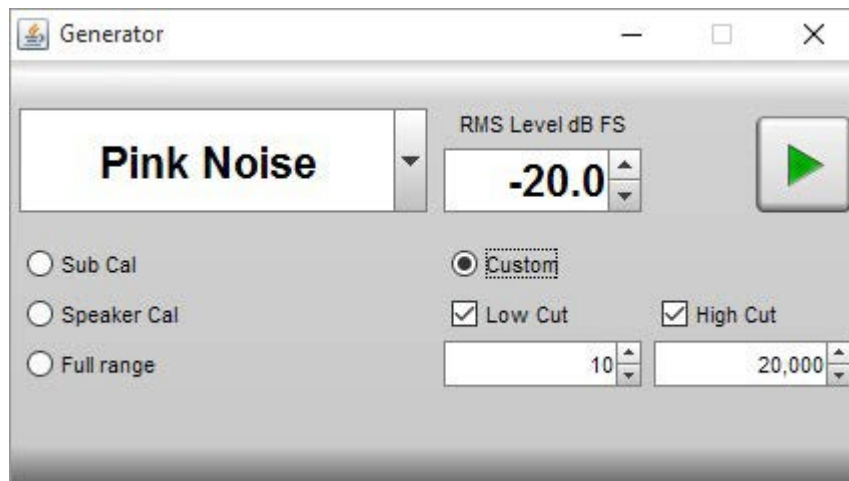 Generator
RMS Level dB FS
Pink Noise
-20.0
Sub Cal
Custom
Speaker Cal
Low Cut
High Cut
Full range
10
20,000